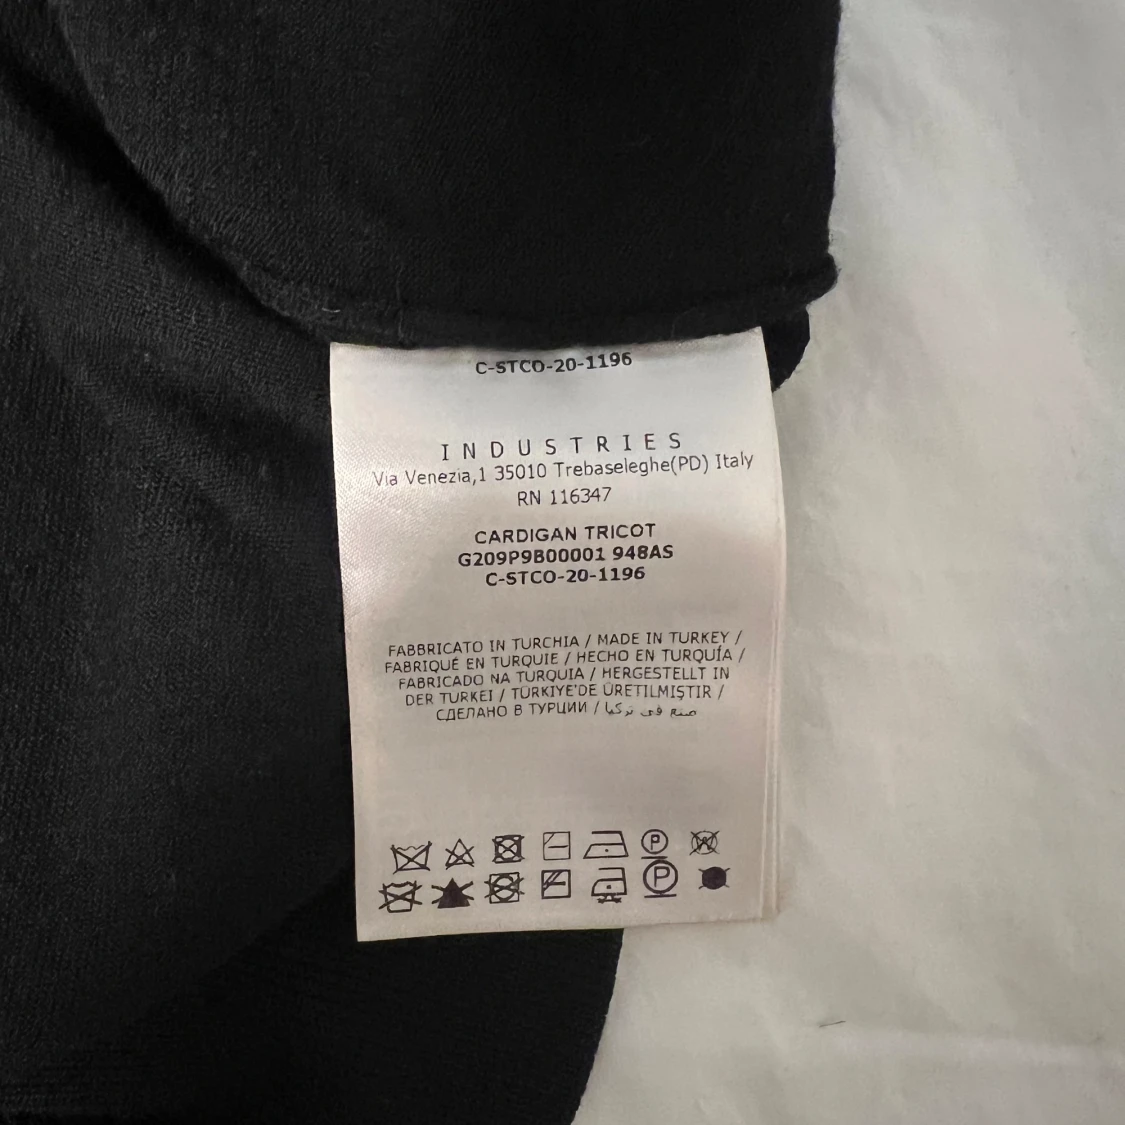 C-STCO-20-1196
INDUSTRIES
Via Venezia,1 35010 Trebaseleghe(PD) Italy
RN 116347
CARDIGAN TRICOT
G209P9B00001 948AS
C-STCO-20-1196
FABBRICATO IN TURCHIA / MADE IN TURKEY /
FABRIQUÉ EN TURQUIE / HECHO EN TURQUÍA /
FABRICADO NA TURQUIA / HERGESTELLT IN
DER TURKEI / TÜRKIYE'DE ÜRETILMIŞTIR /
СДЕЛАНО В ТУРЦИИ / صنع في تركيا
P W
P